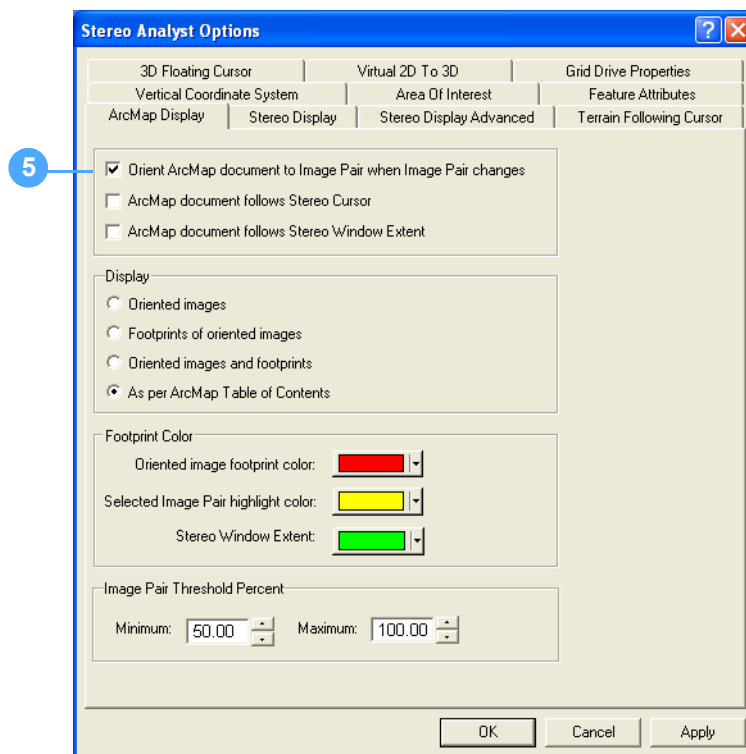 Stereo Analyst Options
3D Floating Cursor Virtual 2D To 3D Grid Drive Properties
Vertical Coordinate System Area Of Interest Feature Attributes
ArcMap Display Stereo Display Stereo Display Advanced Terrain Following Cursor
5
Orient ArcMap document to Image Pair when Image Pair changes
ArcMap document follows Stereo Cursor
ArcMap document follows Stereo Window Extent
Display
Oriented images
Footprints of oriented images
Oriented images and footprints
As per ArcMap Table of Contents
Footprint Color
Oriented image footprint color:
Selected Image Pair highlight color:
Stereo Window Extent:
Image Pair Threshold Percent
Minimum: 50.00 Maximum: 100.00
OK Cancel Apply